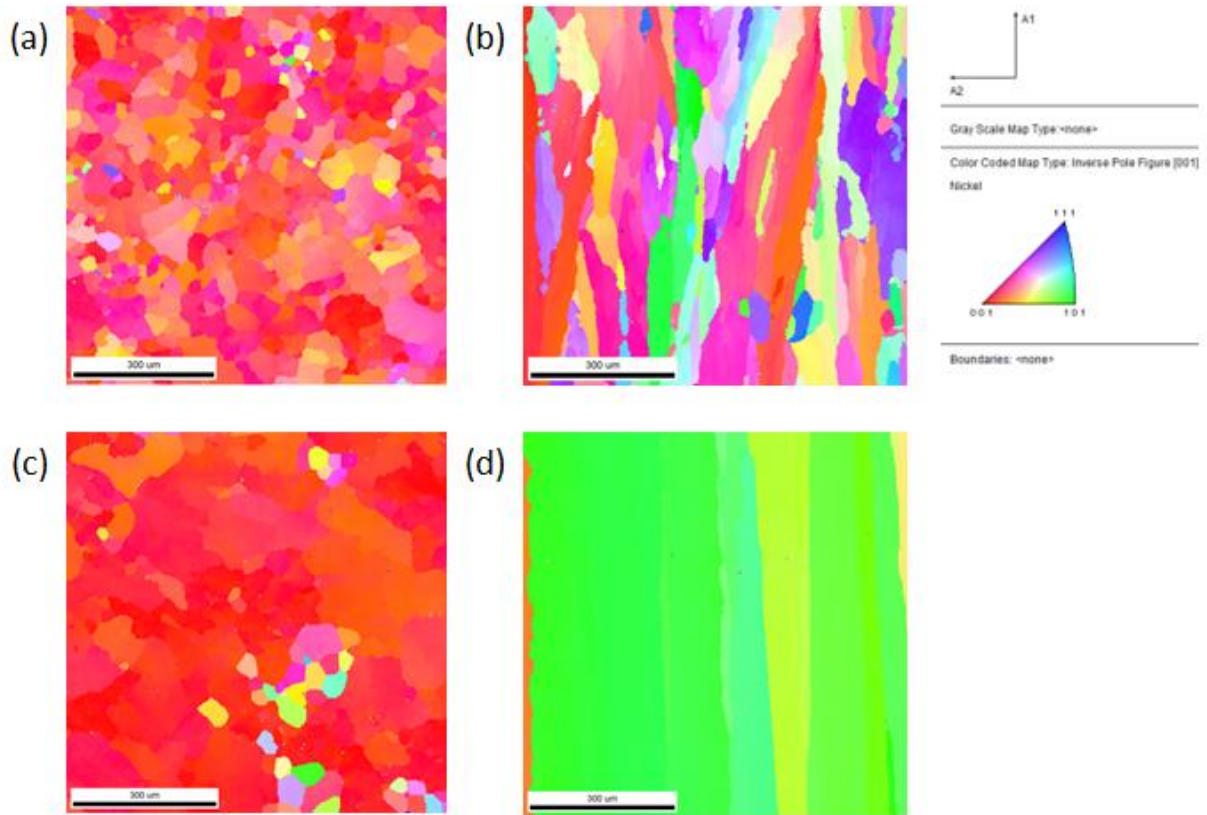 (a)
300 um
(b)
300 um
A1
A2
Gray Scale Map Type:<none>
Color Coded Map Type: Inverse Pole Figure [001]
Nickel
1 1 1
0 0 1
1 0 1
Boundaries: <none>
(c)
300 um
(d)
300 um